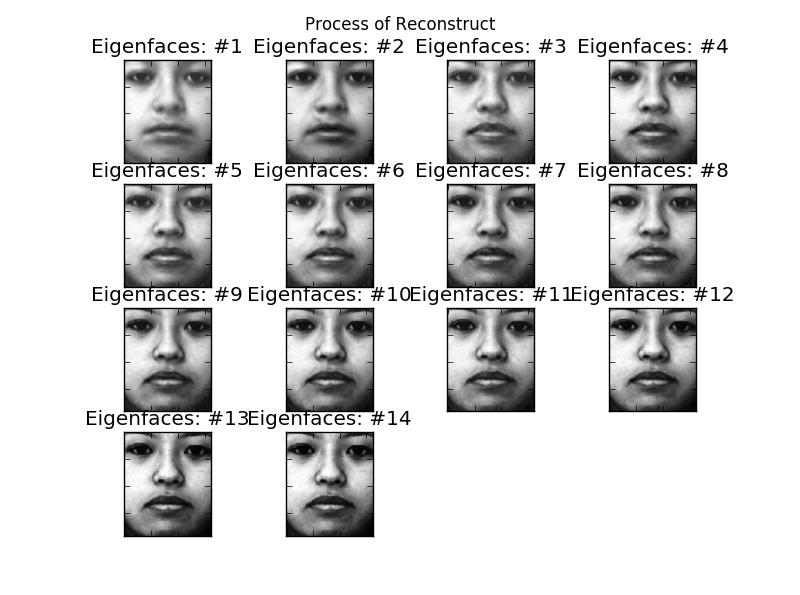 Process of Reconstruct
Eigenfaces: #1 Eigenfaces: #2 Eigenfaces: #3 Eigenfaces: #4
Eigenfaces: #5 Eigenfaces: #6 Eigenfaces: #7 Eigenfaces: #8
Eigenfaces: #9 Eigenfaces: #10 Eigenfaces: #11 Eigenfaces: #12
Eigenfaces: #13 Eigenfaces: #14